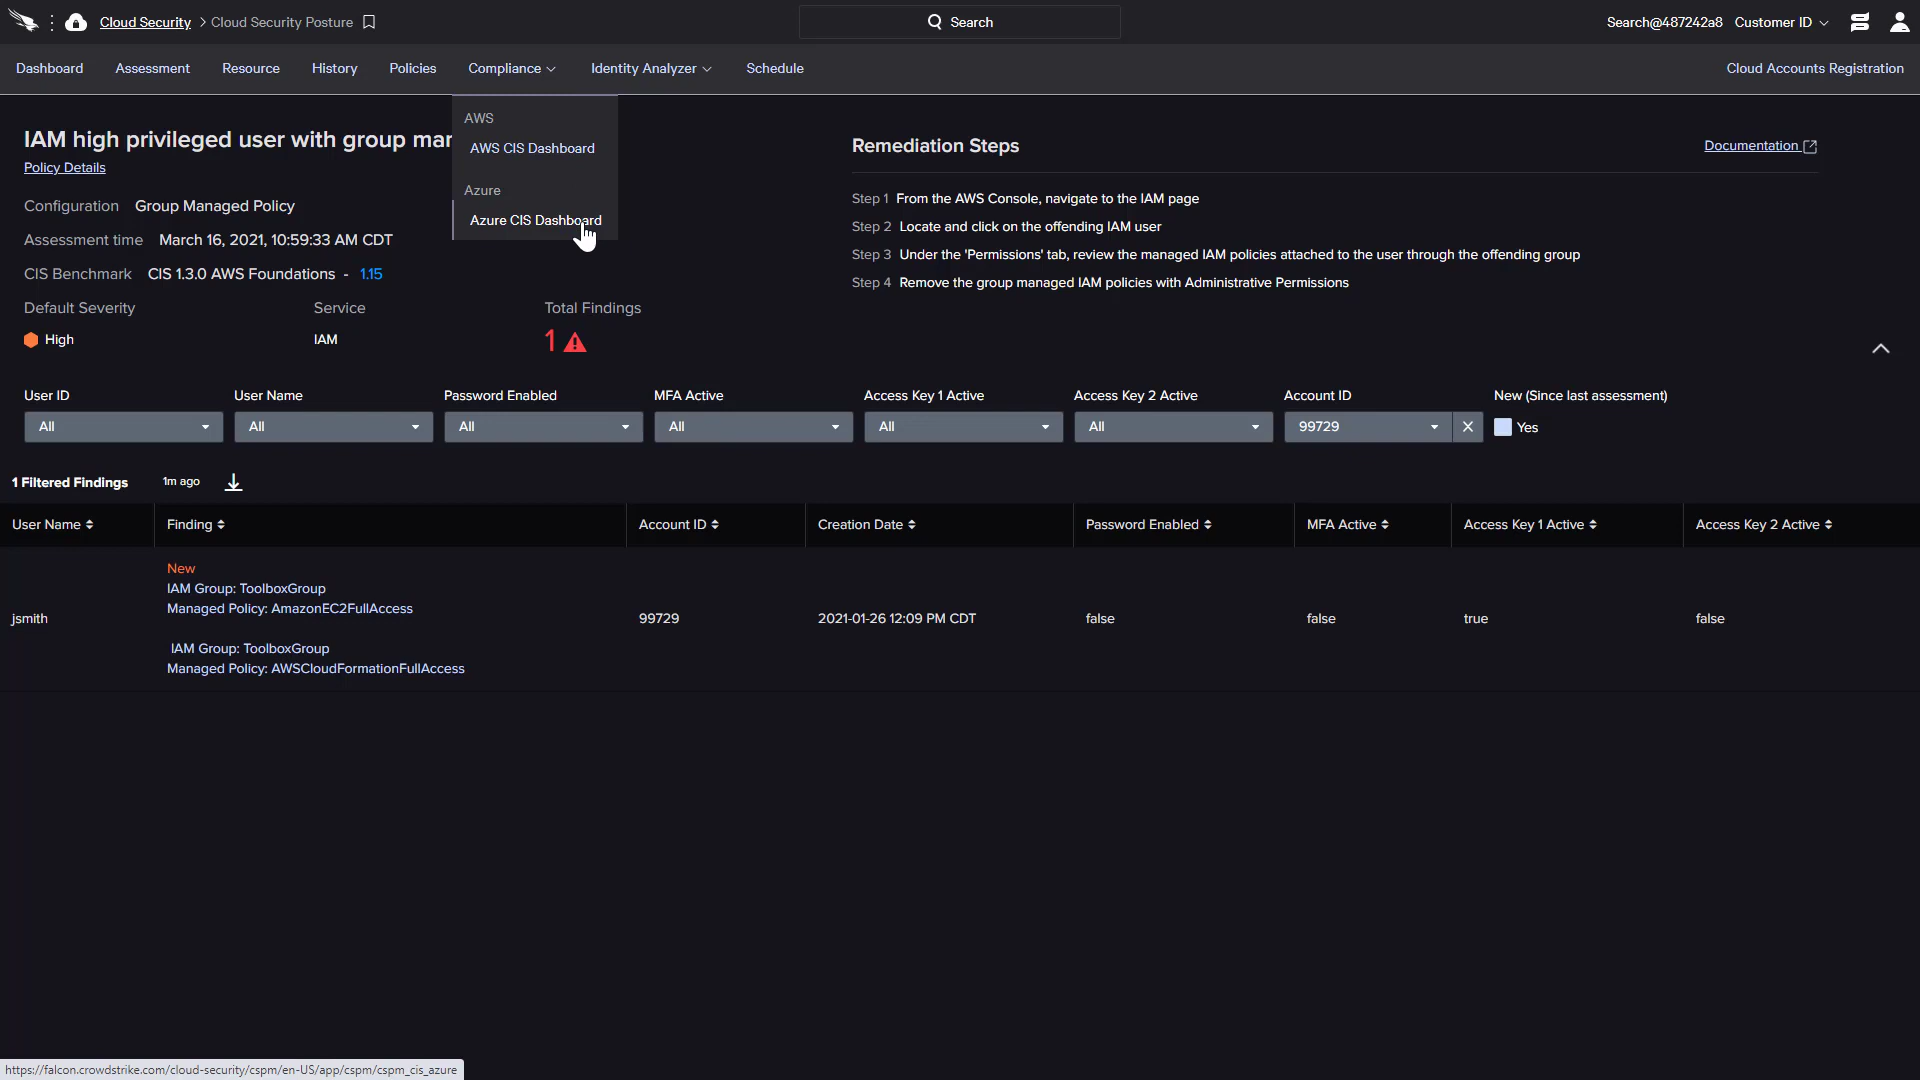 Cloud Security > Cloud Security Posture
Search
Search@487242a8 Customer ID
Dashboard Assessment Resource History Policies Compliance Identity Analyzer Schedule
Cloud Accounts Registration
AWS
AWS CIS Dashboard
Azure
Azure CIS Dashboard
IAM high privileged user with group
Policy Details
Configuration Group Managed Policy
Assessment time March 16, 2021, 10:59:33 AM CDT
CIS Benchmark CIS 1.3.0 AWS Foundations - 1.15
Default Severity Service Total Findings
High IAM 1
Remediation Steps
Documentation
Step 1 From the AWS Console, navigate to the IAM page
Step 2 Locate and click on the offending IAM user
Step 3 Under the 'Permissions' tab, review the managed IAM policies attached to the user through the offending group
Step 4 Remove the group managed IAM policies with Administrative Permissions
User ID User Name Password Enabled MFA Active Access Key 1 Active Access Key 2 Active Account ID New (Since last assessment)
All All All All All All 99729 Yes
1 Filtered Findings 1m ago
User Name Finding Account ID Creation Date Password Enabled MFA Active Access Key 1 Active Access Key 2 Active
New
IAM Group: ToolboxGroup
Managed Policy: AmazonEC2FullAccess
jsmith 99729 2021-01-26 12:09 PM CDT false false true false
IAM Group: ToolboxGroup
Managed Policy: AWSCloudFormationFullAccess
https://falcon.crowdstrike.com/cloud-security/cspm/en-US/app/cspm/cspm_cis_azure